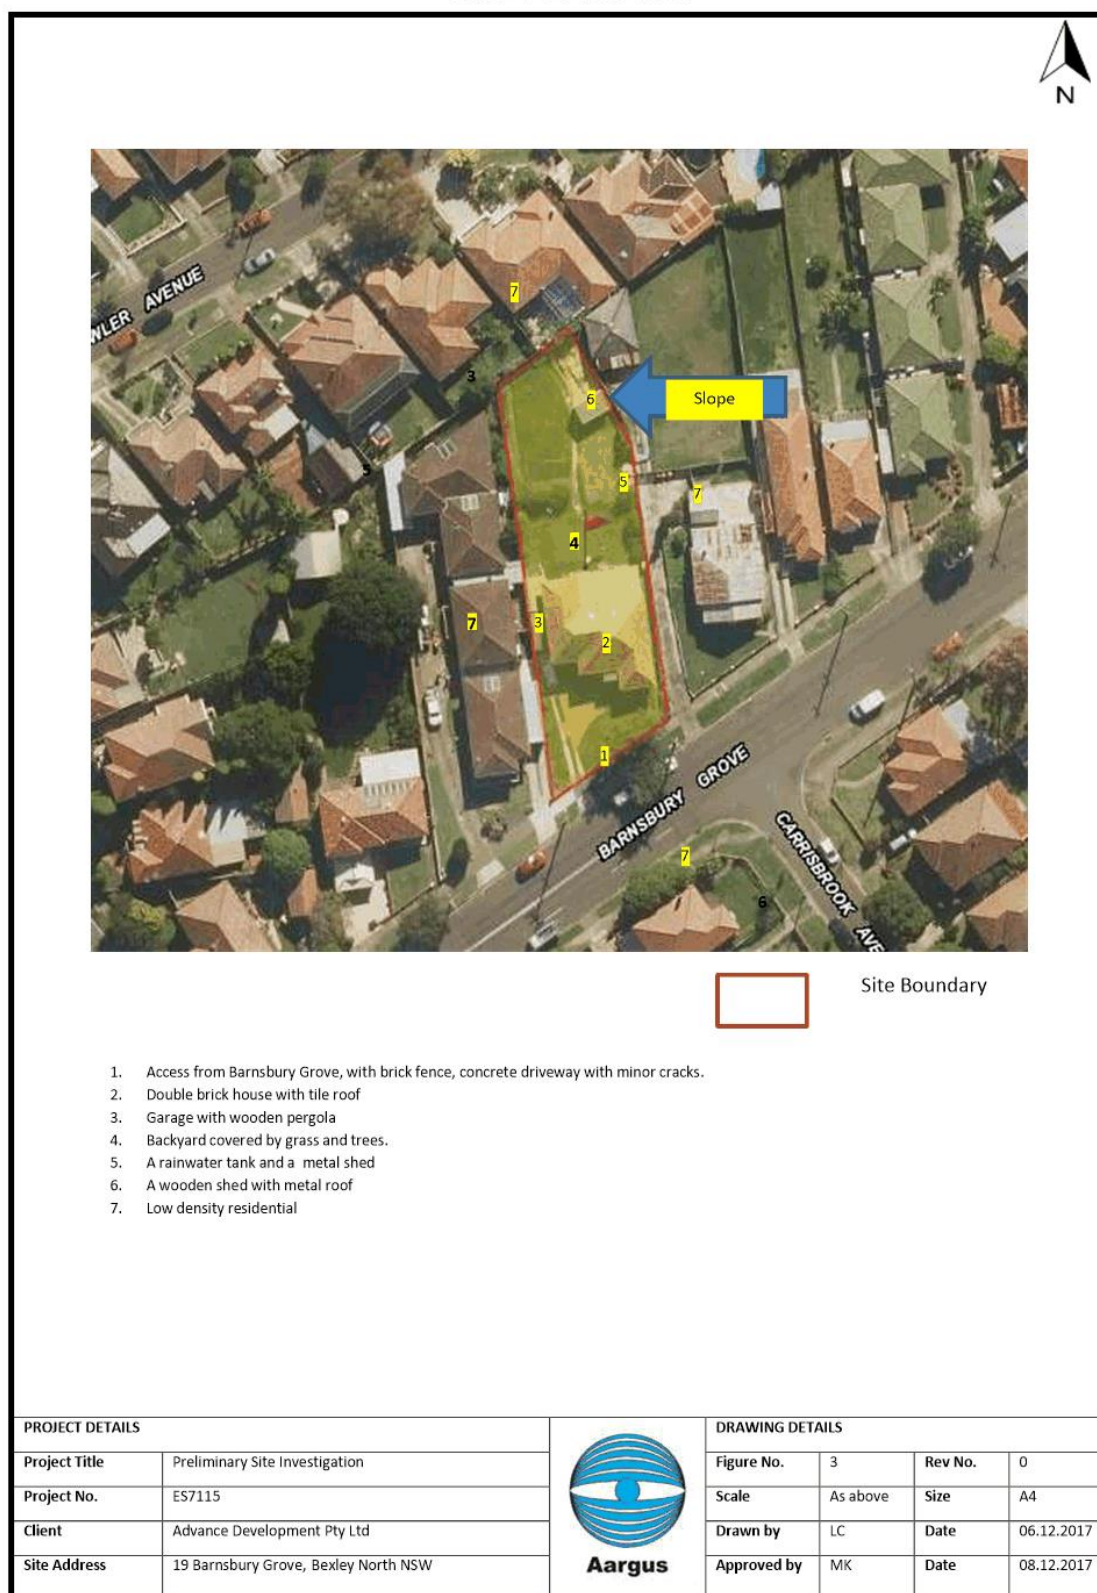 N
WLER AVENUE
7
3
6
Slope
5
5
7
4
3
7
2
1
BARNSBURY GROVE
7
CARRISBROOK AVE
6
Site Boundary
1. Access from Barnsbury Grove, with brick fence, concrete driveway with minor cracks.
2. Double brick house with tile roof
3. Garage with wooden pergola
4. Backyard covered by grass and trees.
5. A rainwater tank and a metal shed
6. A wooden shed with metal roof
7. Low density residential
PROJECT DETAILS
Project Title Preliminary Site Investigation
Project No. ES7115
Client Advance Development Pty Ltd
Site Address 19 Barnsbury Grove, Bexley North NSW
Aargus
DRAWING DETAILS
Figure No. 3 Rev No. 0
Scale As above Size A4
Drawn by LC Date 06.12.2017
Approved by MK Date 08.12.2017